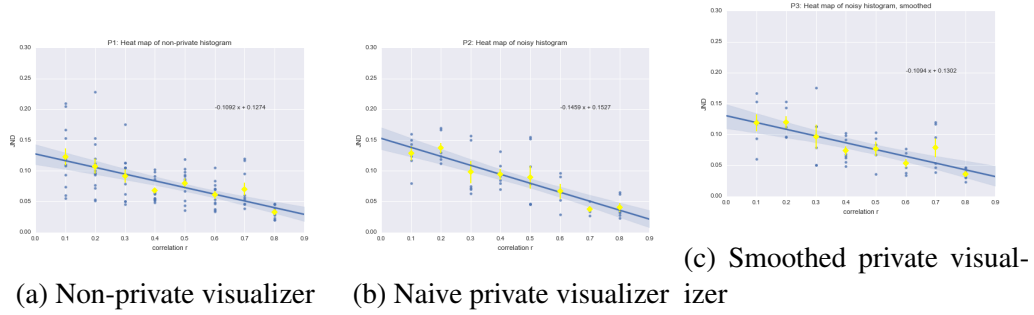 P1: Heat map of non-private histogram
0.30
0.25
0.20
0.15
0.10
0.05
0.00
JND
-0.1092 x + 0.1274
0.0 0.1 0.2 0.3 0.4 0.5 0.6 0.7 0.8 0.9
correlation r
(a) Non-private visualizer
P2: Heat map of noisy histogram
0.30
0.25
0.20
0.15
0.10
0.05
0.00
JND
-0.1459 x + 0.1527
0.0 0.1 0.2 0.3 0.4 0.5 0.6 0.7 0.8 0.9
correlation r
(b) Naive private visualizer
P3: Heat map of noisy histogram, smoothed
0.30
0.25
0.20
0.15
0.10
0.05
0.00
JND
-0.1094 x + 0.1302
0.0 0.1 0.2 0.3 0.4 0.5 0.6 0.7 0.8 0.9
correlation r
(c) Smoothed private visual-
izer